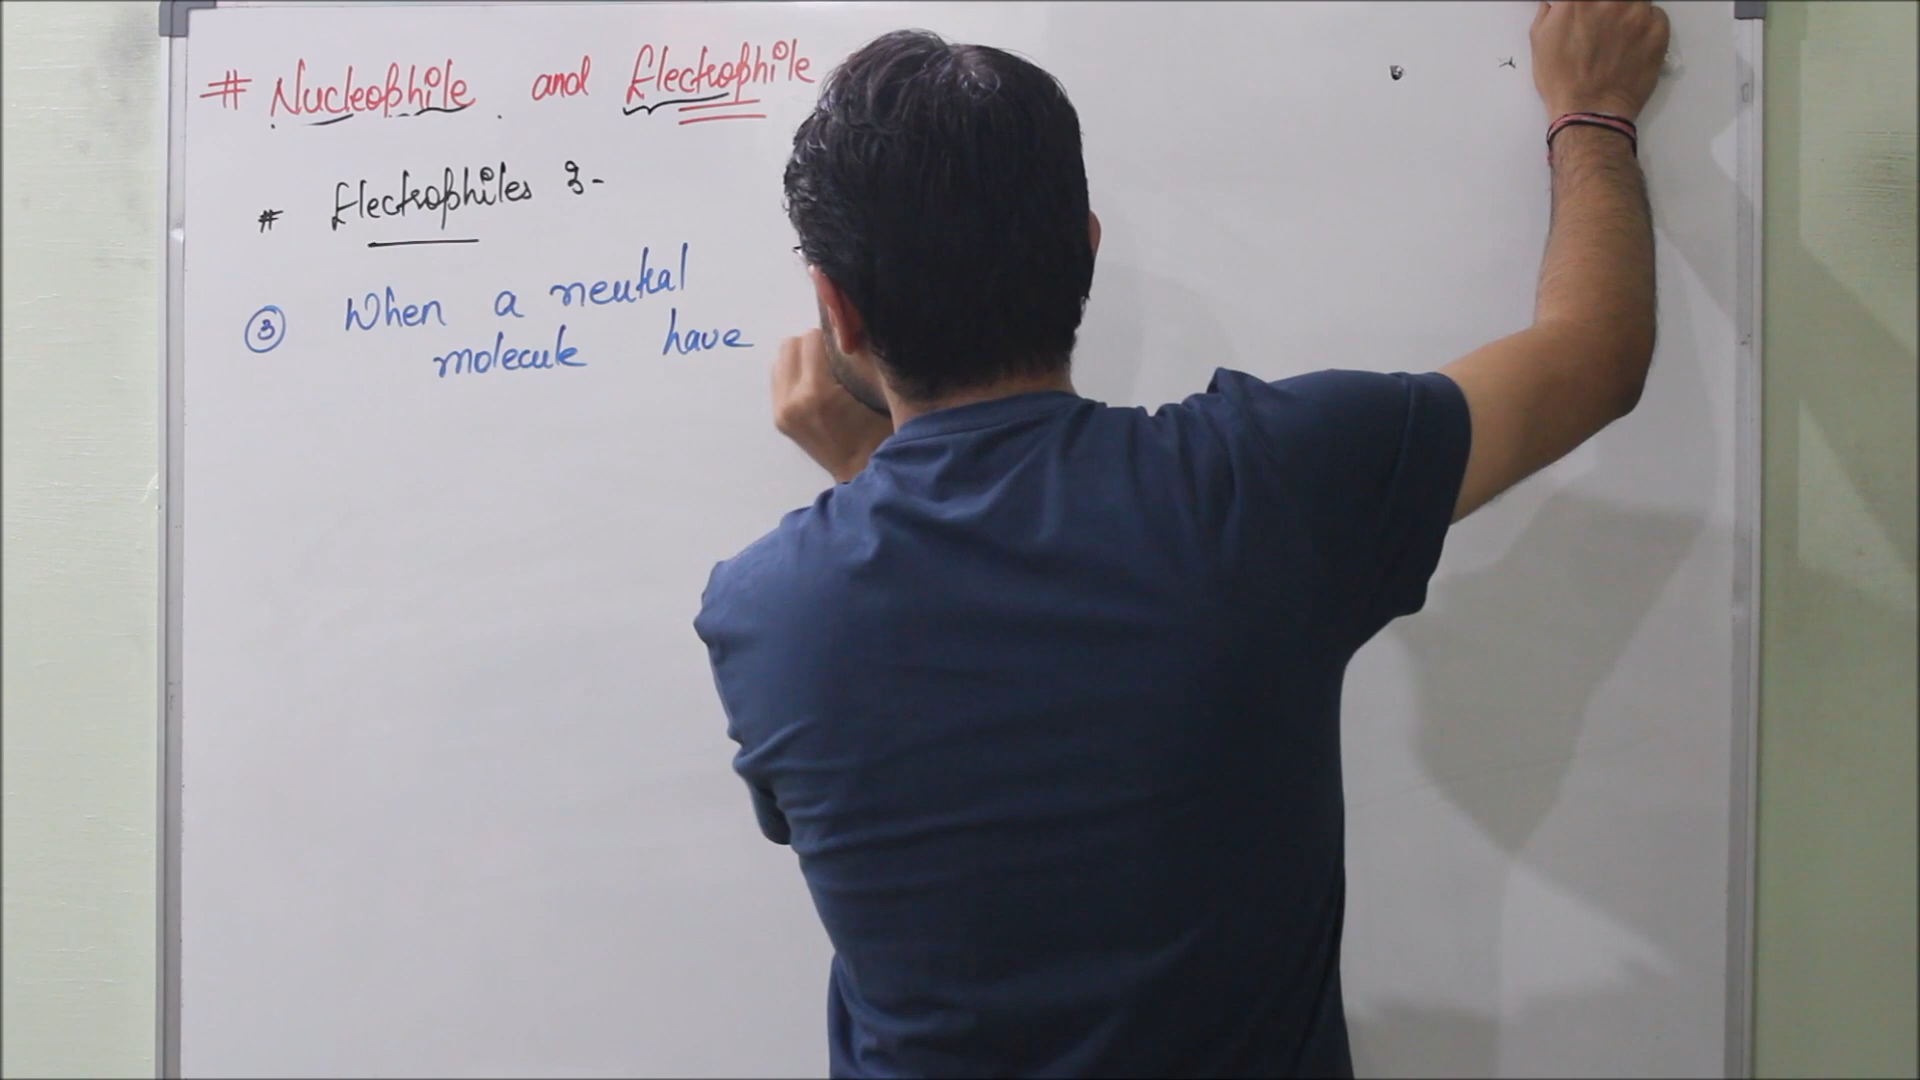 # Nucleophile and Electrophile
# Electrophiles :-
③ When a neutral
molecule have